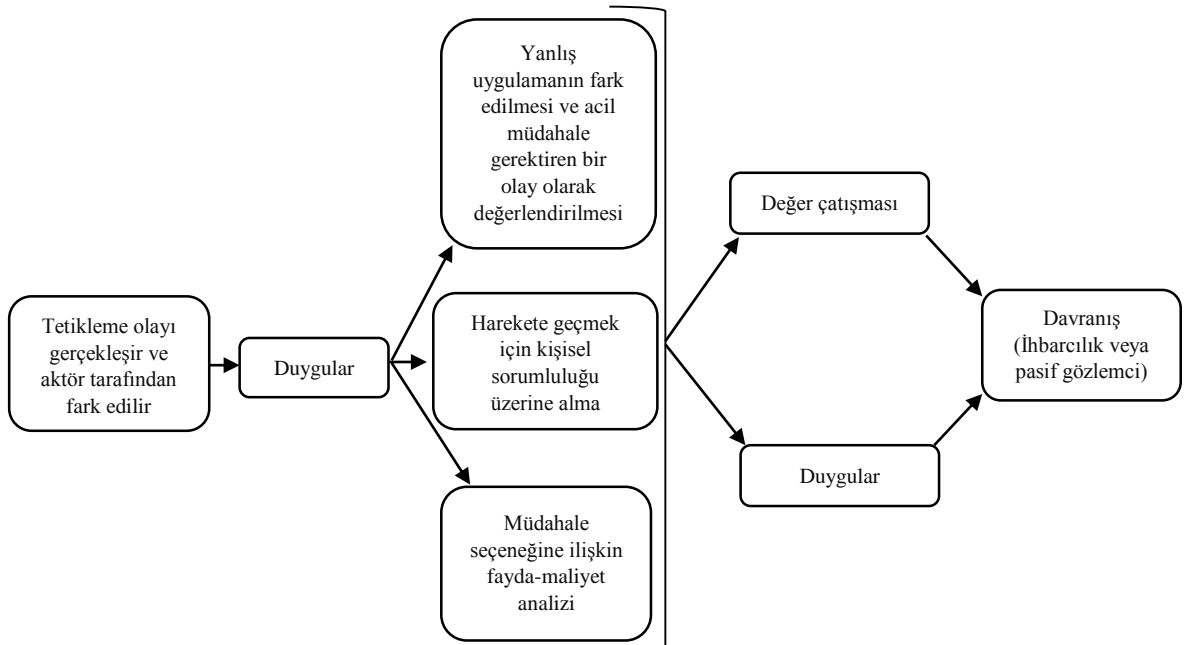 Tetikleme olayı
gerçekleşir ve
aktör tarafından
fark edilir
Duygular
Yanlış
uygulamanın fark
edilmesi ve acil
müdahale
gerektiren bir
olay olarak
değerlendirilmesi
Harekete geçmek
için kişisel
sorumluluğu
üzerine alma
Müdahale
seçeneğine ilişkin
fayda-maliyet
analizi
Değer çatışması
Duygular
Davranış
(İhbarcılık veya
pasif gözlemci)